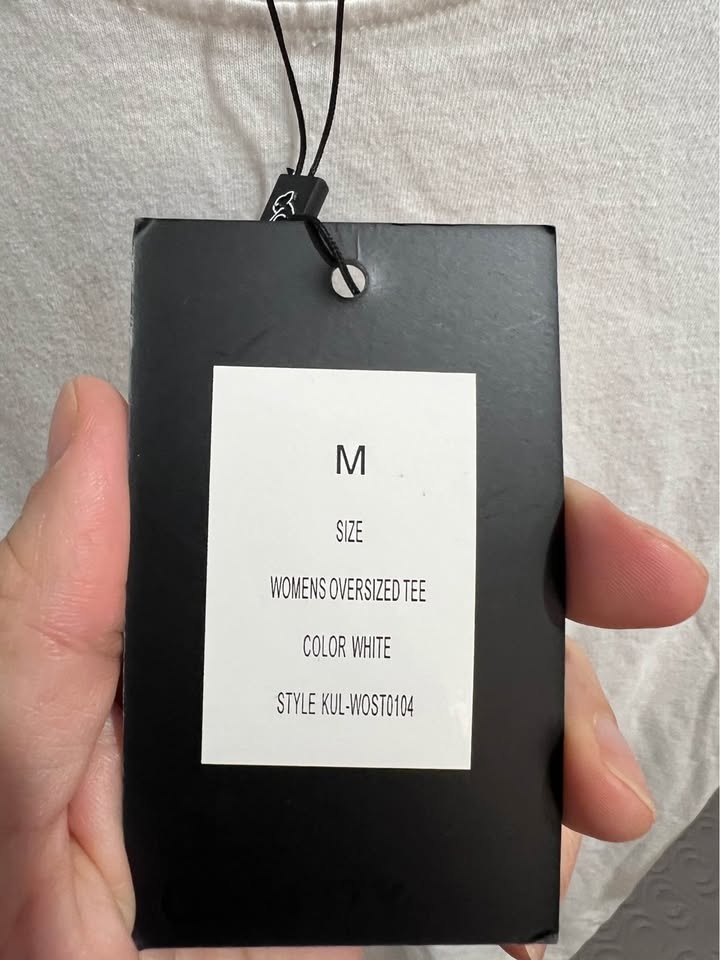 M
SIZE
WOMENS OVERSIZED TEE
COLOR WHITE
STYLE KUL-WOST0104